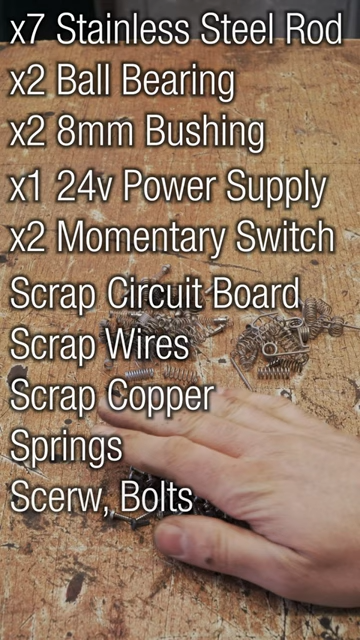 x7 Stainless Steel Rod
x2 Ball Bearing
x2 8mm Bushing
x1 24v Power Supply
x2 Momentary Switch
Scrap Circuit Board
Scrap Wires
Scrap Copper
Springs
Scerw, Bolts